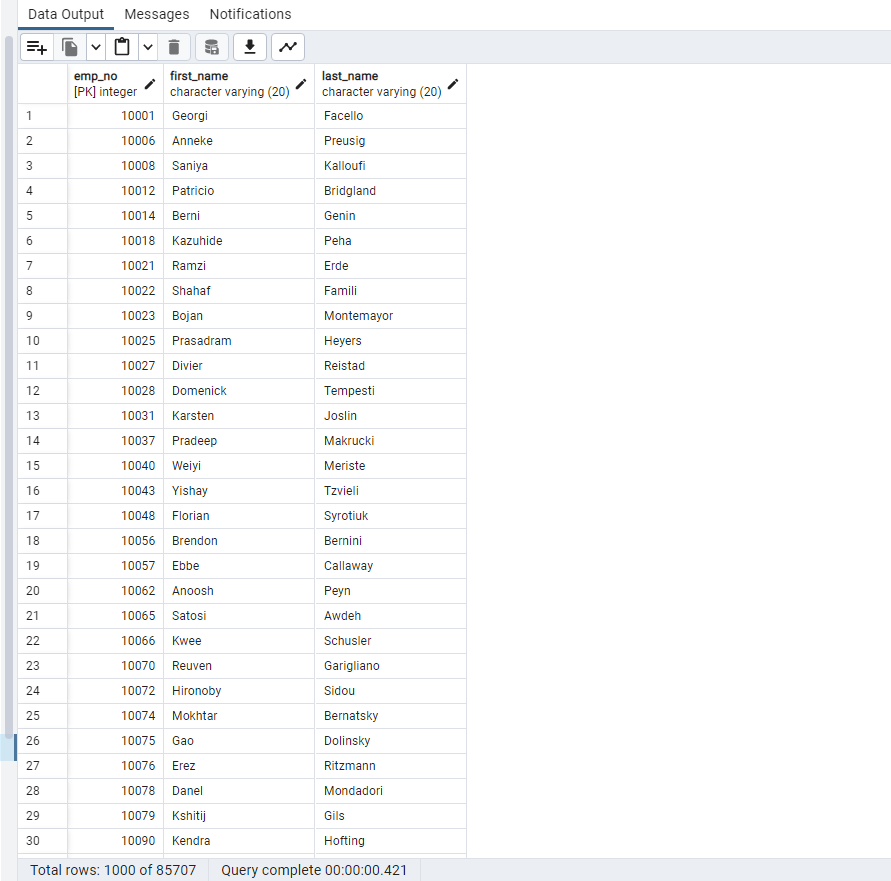 Data Output Messages Notifications
emp_no first_name last_name
[PK] integer character varying (20) character varying (20)
1 10001 Georgi Facello
2 10006 Anneke Preusig
3 10008 Saniya Kalloufi
4 10012 Patricio Bridgland
5 10014 Berni Genin
6 10018 Kazuhide Peha
7 10021 Ramzi Erde
8 10022 Shahaf Famili
9 10023 Bojan Montemayor
10 10025 Prasadram Heyers
11 10027 Divier Reistad
12 10028 Domenick Tempesti
13 10031 Karsten Joslin
14 10037 Pradeep Makrucki
15 10040 Weiyi Meriste
16 10043 Yishay Tzvieli
17 10048 Florian Syrotiuk
18 10056 Brendon Bernini
19 10057 Ebbe Callaway
20 10062 Anoosh Peyn
21 10065 Satosi Awdeh
22 10066 Kwee Schusler
23 10070 Reuven Garigliano
24 10072 Hironoby Sidou
25 10074 Mokhtar Bernatsky
26 10075 Gao Dolinsky
27 10076 Erez Ritzmann
28 10078 Danel Mondadori
29 10079 Kshitij Gils
30 10090 Kendra Hofting
Total rows: 1000 of 85707 Query complete 00:00:00.421